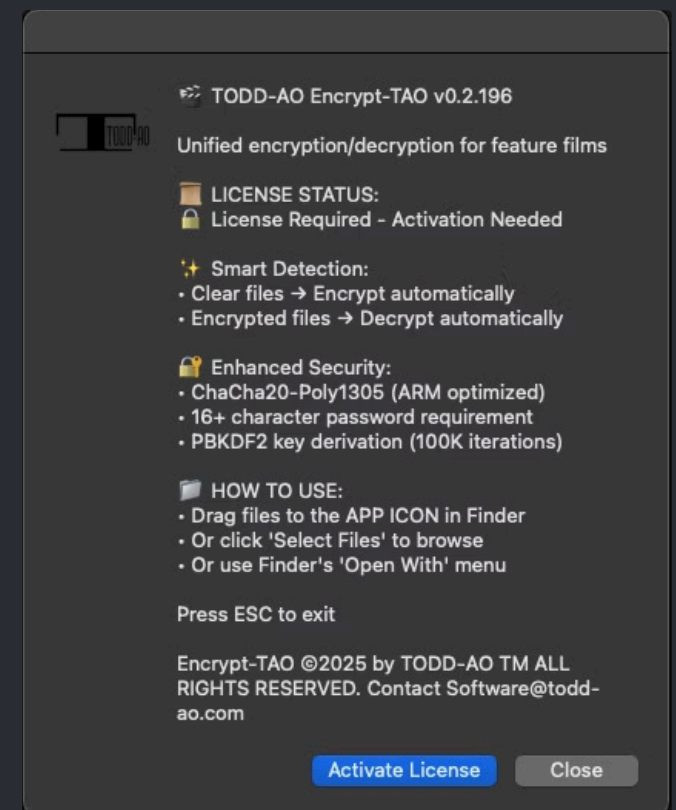 TODD-AO
🎬 TODD-AO Encrypt-TAO v0.2.196
Unified encryption/decryption for feature films
📜 LICENSE STATUS:
🔒 License Required - Activation Needed
✨ Smart Detection:
• Clear files → Encrypt automatically
• Encrypted files → Decrypt automatically
🔐 Enhanced Security:
• ChaCha20-Poly1305 (ARM optimized)
• 16+ character password requirement
• PBKDF2 key derivation (100K iterations)
📁 HOW TO USE:
• Drag files to the APP ICON in Finder
• Or click 'Select Files' to browse
• Or use Finder's 'Open With' menu
Press ESC to exit
Encrypt-TAO ©2025 by TODD-AO TM ALL
RIGHTS RESERVED. Contact Software@todd-
ao.com
Activate License
Close